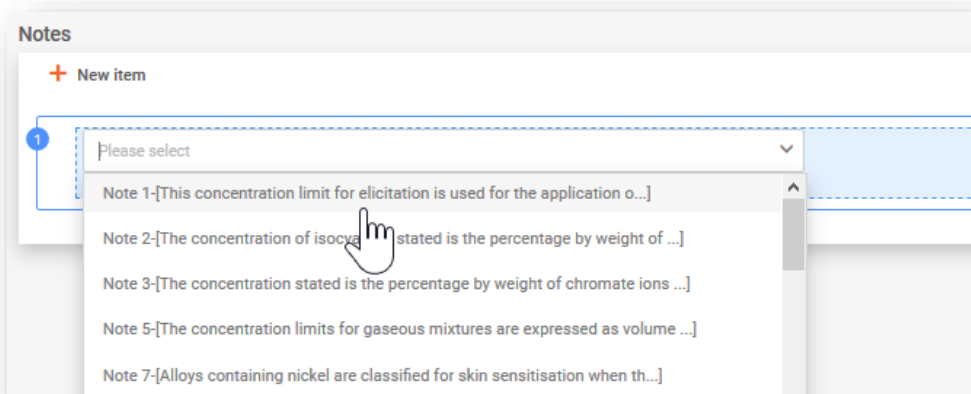 Notes
+ New item
1
Please select
Note 1-[This concentration limit for elicitation is used for the application o...]
Note 2-[The concentration of isocya stated is the percentage by weight of ...]
Note 3-[The concentration stated is the percentage by weight of chromate ions ...]
Note 5-[The concentration limits for gaseous mixtures are expressed as volume ...]
Note 7-[Alloys containing nickel are classified for skin sensitisation when th...]